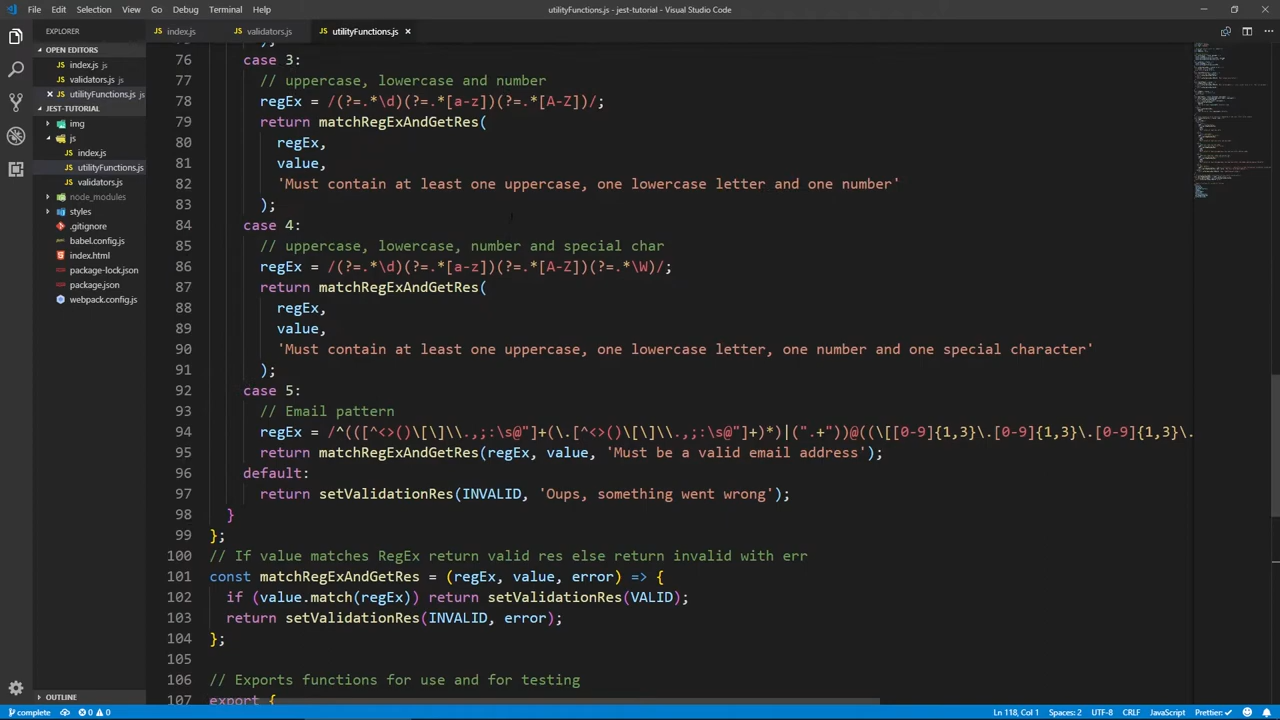 File Edit Selection View Go Debug Terminal Help
utilityFunctions.js - jest-tutorial - Visual Studio Code
EXPLORER
index.js validators.js utilityFunctions.js ×
OPEN EDITORS
index.js js
validators.js js
utilityFunctions.js js
JEST-TUTORIAL
img
js
index.js
utilityFunctions.js
validators.js
node_modules
styles
.gitignore
babel.config.js
index.html
package-lock.json
package.json
webpack.config.js
OUTLINE
76 case 3:
77 // uppercase, lowercase and number
78 regEx = /(?=.*\d)(?=.*[a-z])(?=.*[A-Z])/;
79 return matchRegExAndGetRes(
80 regEx,
81 value,
82 'Must contain at least one uppercase, one lowercase letter and one number'
83 );
84 case 4:
85 // uppercase, lowercase, number and special char
86 regEx = /(?=.*\d)(?=.*[a-z])(?=.*[A-Z])(?=.*\W)/;
87 return matchRegExAndGetRes(
88 regEx,
89 value,
90 'Must contain at least one uppercase, one lowercase letter, one number and one special character'
91 );
92 case 5:
93 // Email pattern
94 regEx = /^(([^<>()\[\]\\.,;:\s@"]+(\.[^<>()\[\]\\.,;:\s@"]+)*)|(".+"))@((\[[0-9]{1,3}\.[0-9]{1,3}\.[0-9]{1,3}\.
95 return matchRegExAndGetRes(regEx, value, 'Must be a valid email address');
96 default:
97 return setValidationRes(INVALID, 'Oups, something went wrong');
98 }
99 };
100 // If value matches RegEx return valid res else return invalid with err
101 const matchRegExAndGetRes = (regEx, value, error) => {
102 if (value.match(regEx)) return setValidationRes(VALID);
103 return setValidationRes(INVALID, error);
104 };
105
106 // Exports functions for use and for testing
107 export {
complete 0 0 Ln 118, Col 1 Spaces: 2 UTF-8 CRLF JavaScript Prettier: ✓